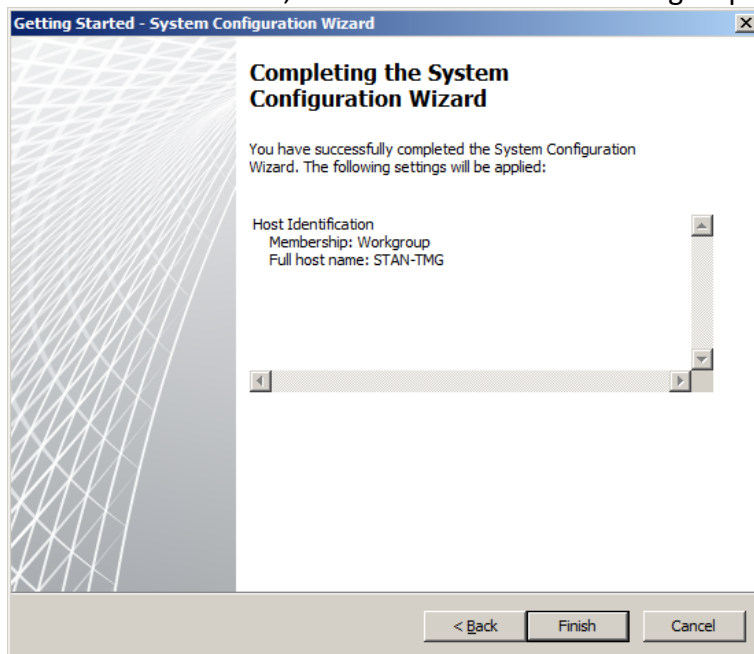 Getting Started - System Configuration Wizard
Completing the System
Configuration Wizard
You have successfully completed the System Configuration
Wizard. The following settings will be applied:
Host Identification
Membership: Workgroup
Full host name: STAN-TMG
< Back Finish Cancel